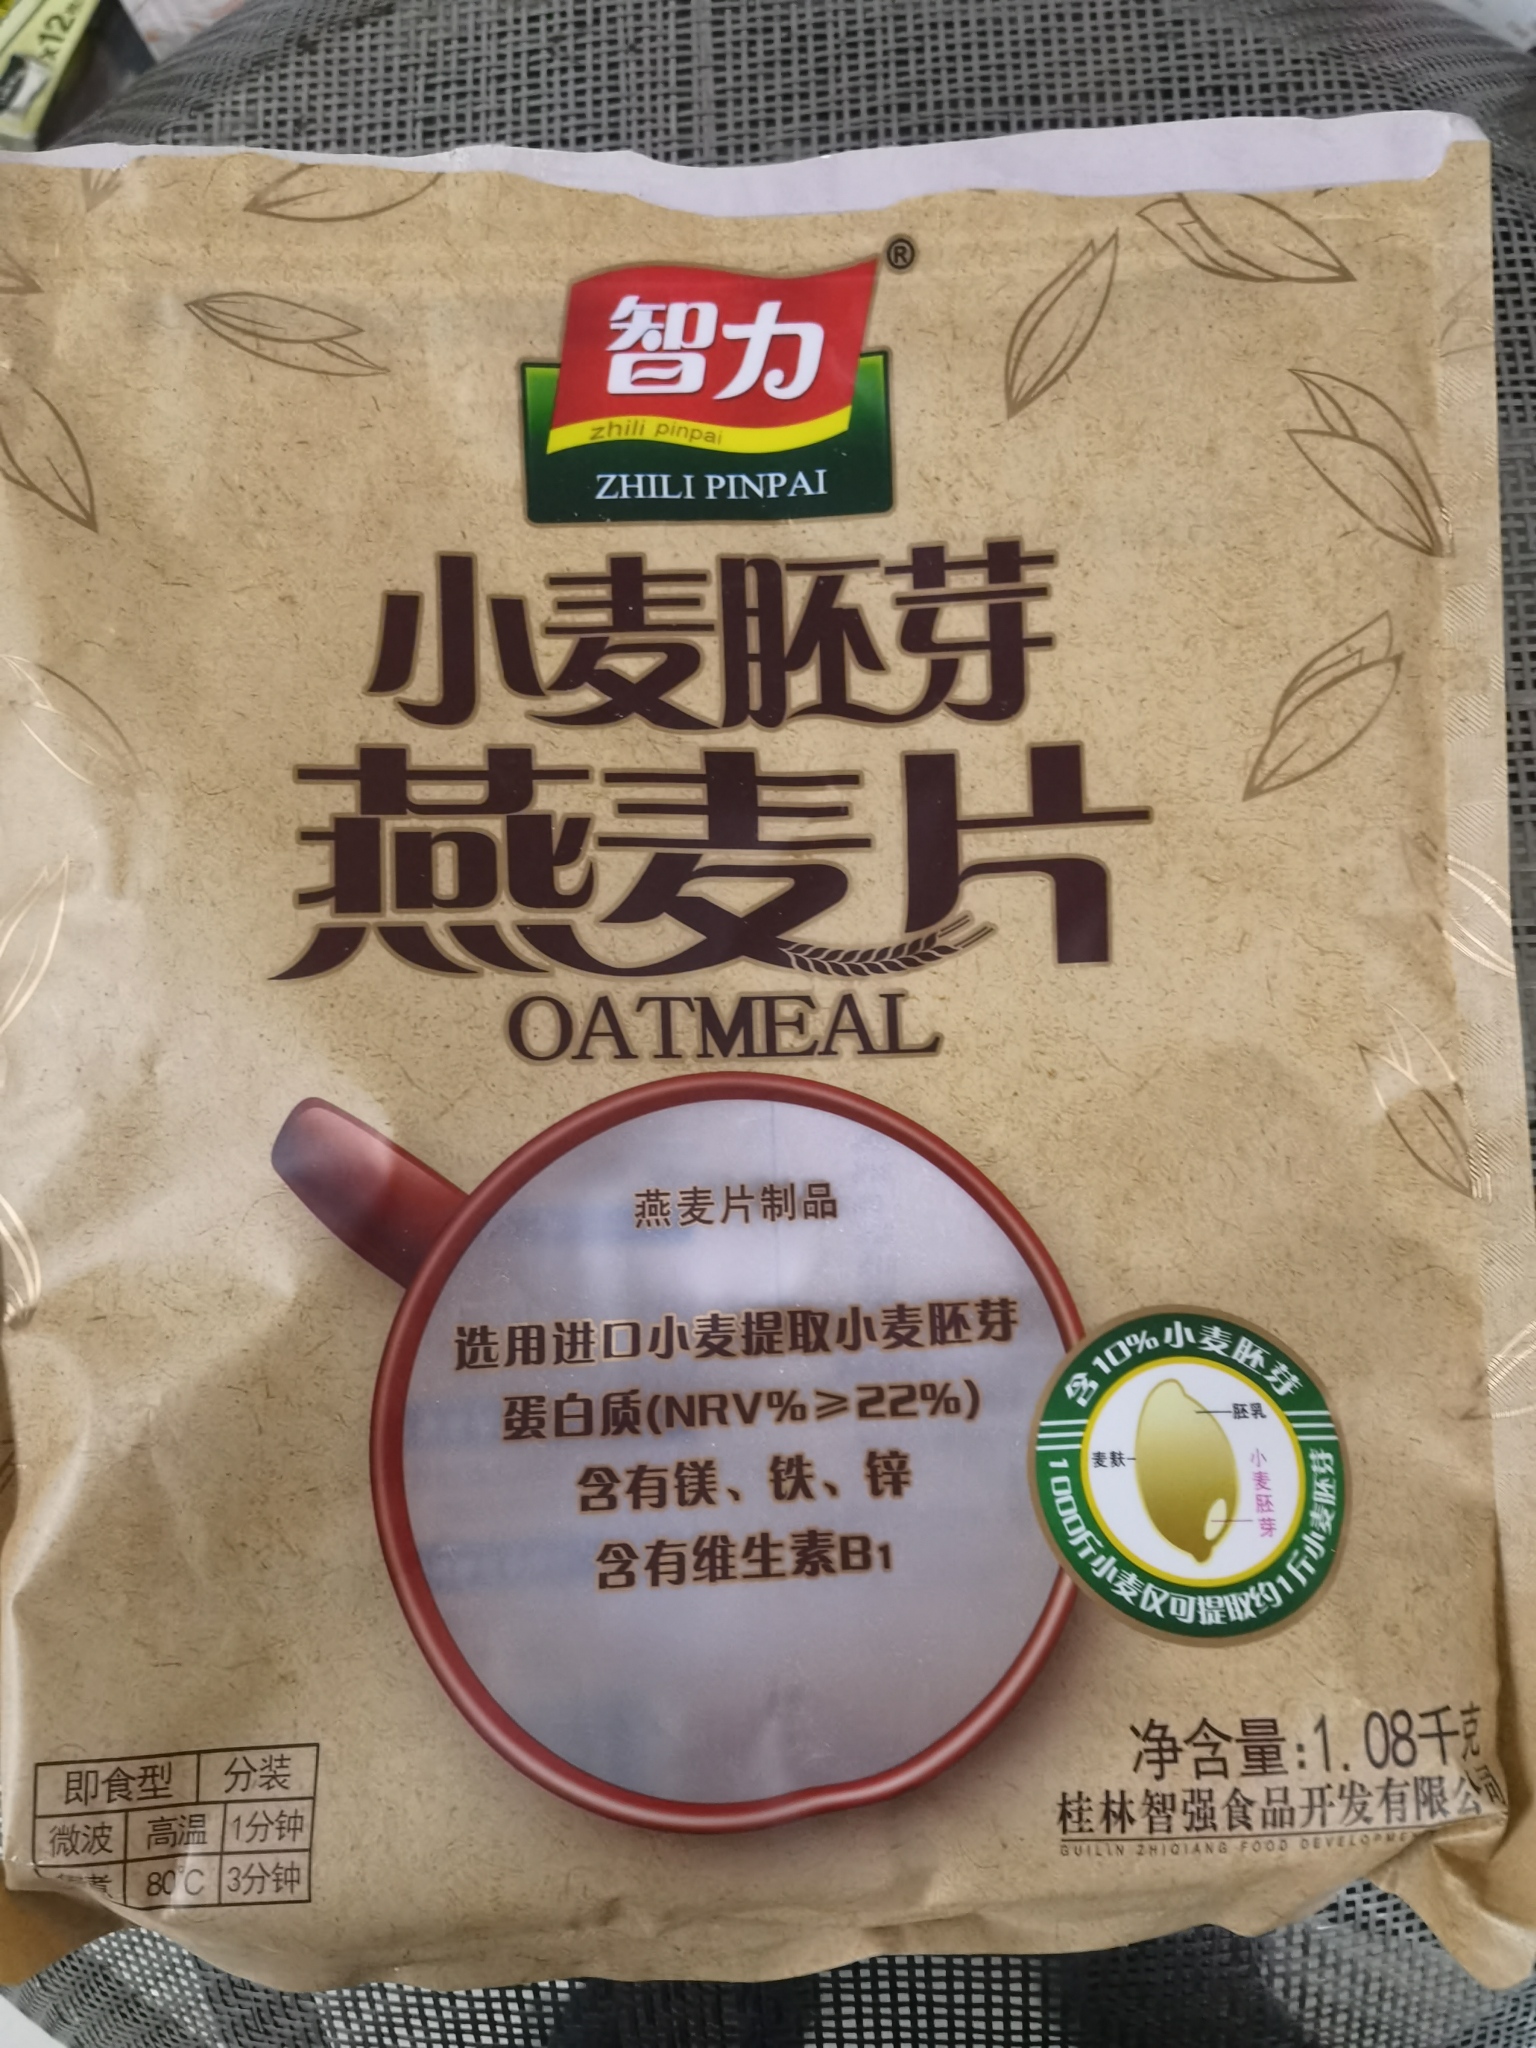 x12
®
智力
zhili pinpai
ZHILI PINPAI
小麦胚芽
燕麦片
OATMEAL
燕麦片制品
选用进口小麦提取小麦胚芽
蛋白质(NRV%≥22%)
含有镁、铁、锌
含有维生素B1
含10%小麦胚芽
胚乳
麦麸
小麦胚芽
1000斤小麦仅可提取约1斤小麦胚芽
净含量:1.08千克
桂林智强食品开发有限公司
GUILIN ZHIQIANG FOOD
即食型 分装
微波 高温 1分钟
煮 80℃ 3分钟